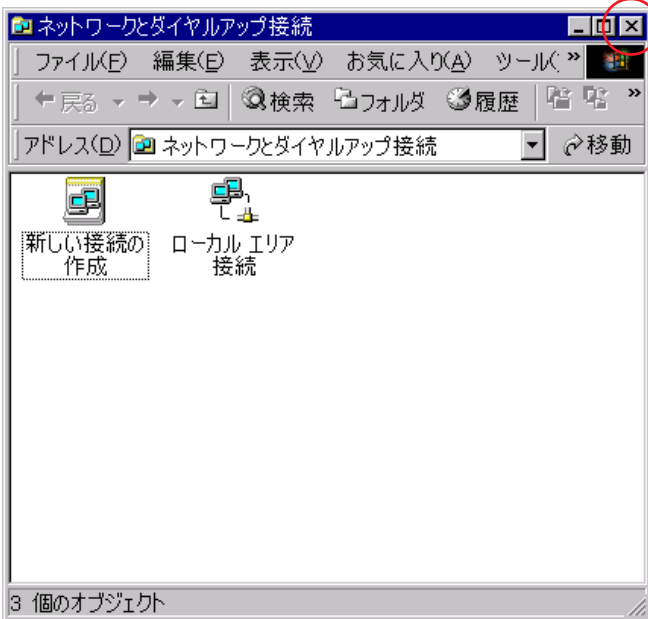 ネットワークとダイヤルアップ接続
ファイル(F) 編集(E) 表示(V) お気に入り(A) ツール( »
戻る 検索 フォルダ 履歴 »
アドレス(D) ネットワークとダイヤルアップ接続 移動
新しい接続の
作成
ローカル エリア
接続
3 個のオブジェクト